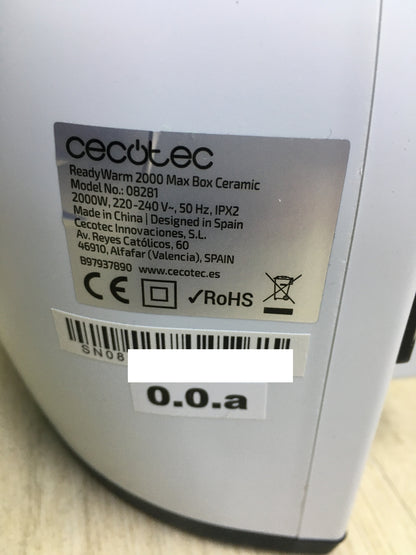 cecotec
ReadyWarm 2000 Max Box Ceramic
Model No.: 08281
2000W, 220-240 V~, 50 Hz, IPX2
Made in China | Designed in Spain
Cecotec Innovaciones, S.L.
Av. Reyes Católicos, 60
46910, Alfafar (Valencia), SPAIN
B97937890 www.cecotec.es
CE ✓RoHS
SN08
0.0.a